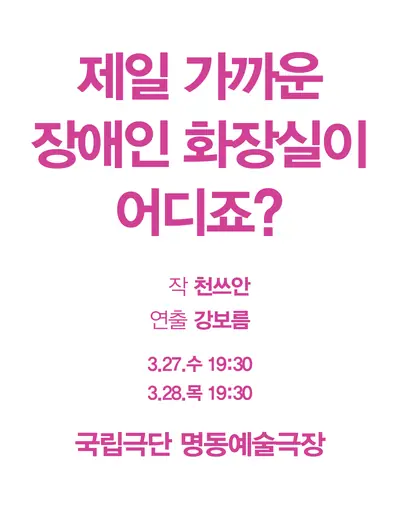 제일 가까운
장애인 화장실이
어디죠?
작 천쓰안
연출 강보름
3.27.수 19:30
3.28.목 19:30
국립극단 명동예술극장